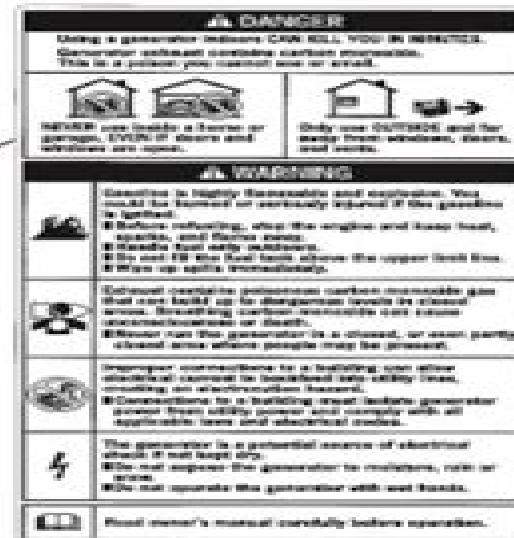 DANGER
Using a generator indoors CAN KILL YOU IN MINUTES.
Generator exhaust contains carbon monoxide.
This is a poison you cannot see or smell.
NEVER use inside a home or
garage, EVEN IF doors and
windows are open.
Only use OUTSIDE and far
away from windows, doors,
and vents.
WARNING
Gasoline is highly flammable and explosive. You
could be burned or seriously injured if the gasoline
is ignited.
■Before refueling, stop the engine and keep heat,
sparks, and flame away.
■Handle fuel only outdoors.
■Do not fill the fuel tank above the upper limit line.
■Wipe up spills immediately.
Exhaust contains poisonous carbon monoxide gas
that can build up to dangerous levels in closed
areas. Breathing carbon monoxide can cause
unconsciousness or death.
■Never run the generator in a closed, or even partly
closed area where people may be present.
Improper connections to a building can allow
electrical current to backfeed into utility lines,
creating an electrocution hazard.
■Connections to a building must isolate generator
power from utility power and comply with all
applicable laws and electrical codes.
The generator is a potential source of electrical
shock if not kept dry.
■Do not expose the generator to moisture, rain or
snow.
■Do not operate the generator with wet hands.
Read owner's manual carefully before operation.